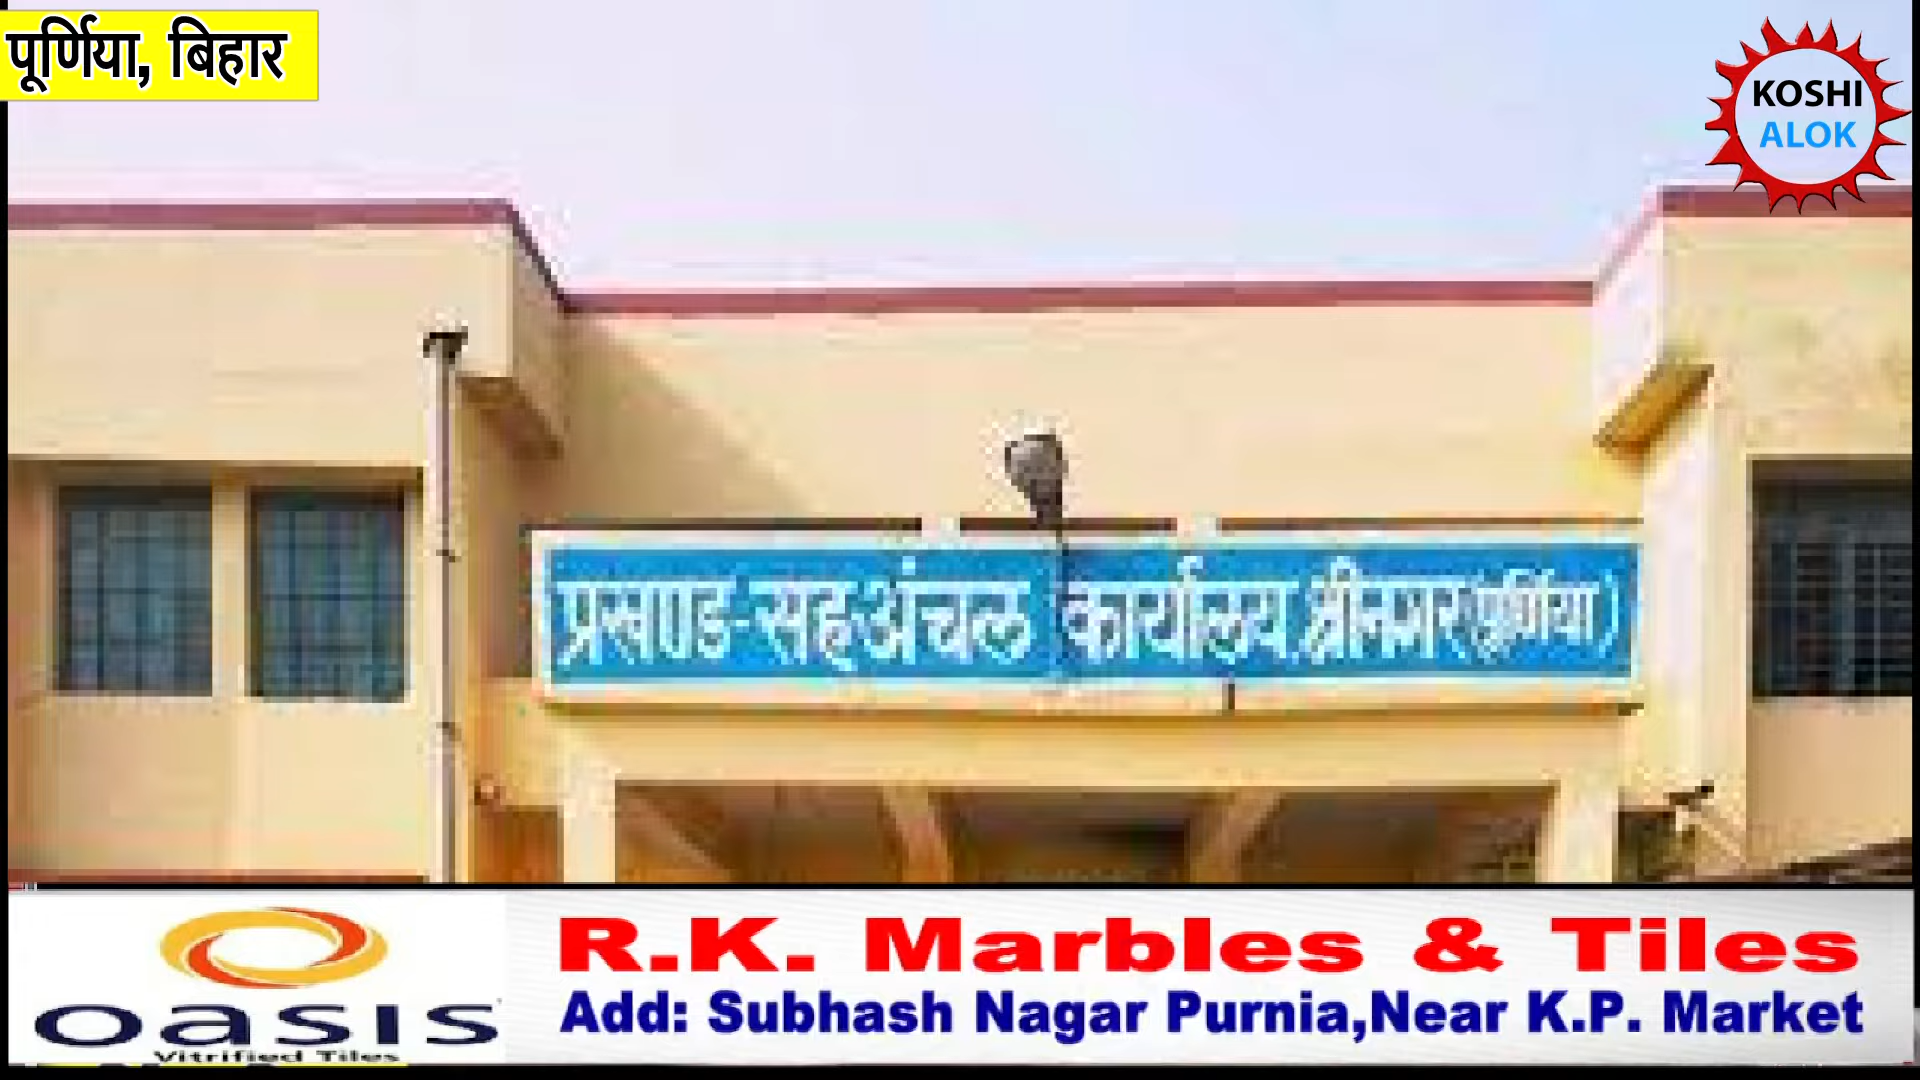 पूर्णिया, बिहार
KOSHI
ALOK
प्रखण्ड-सह-अंचल कार्यालय, श्रीनगर (पूर्णिया)
oasis
Vitrified Tiles
R.K. Marbles & Tiles
Add: Subhash Nagar Purnia,Near K.P. Market